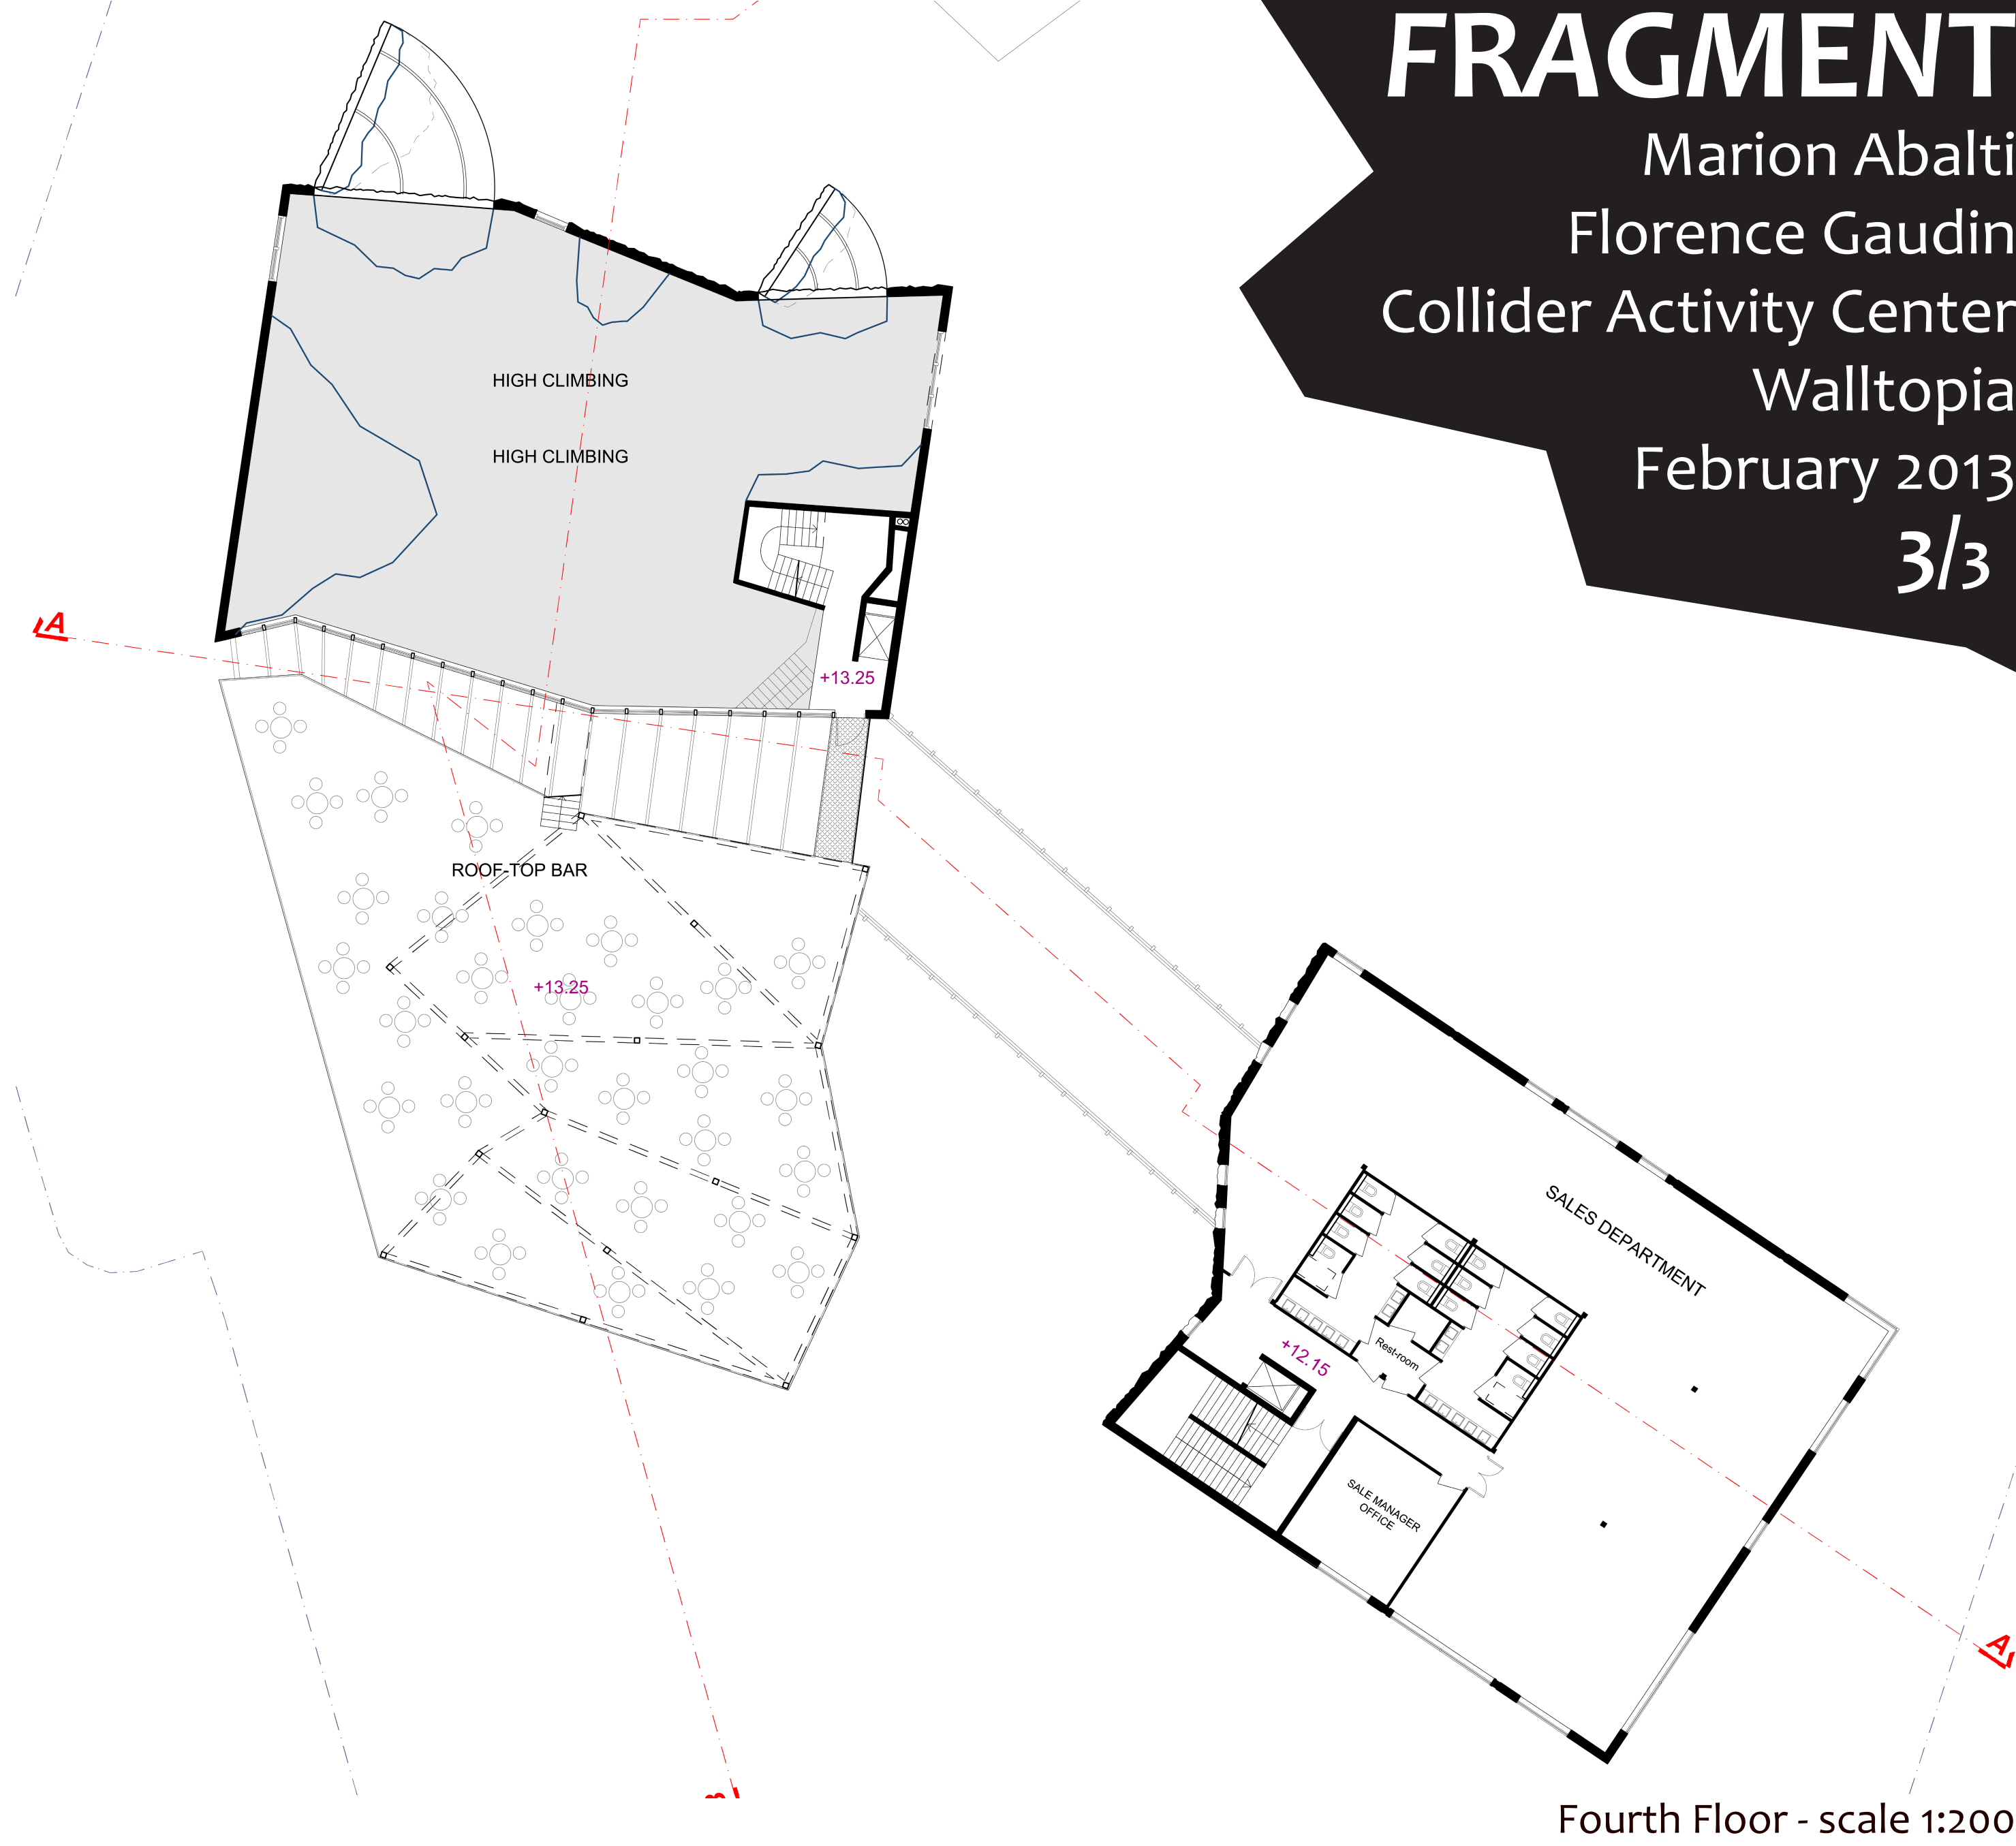 FRAGMENT
Marion Abalti
Florence Gaudin
Collider Activity Center
Walltopia
February 2013
3/3
HIGH CLIMBING
HIGH CLIMBING
A
+13.25
ROOF-TOP BAR
+13.25
SALES DEPARTMENT
Rest-room
+12.15
SALE MANAGER
OFFICE
A
Fourth Floor - scale 1:200